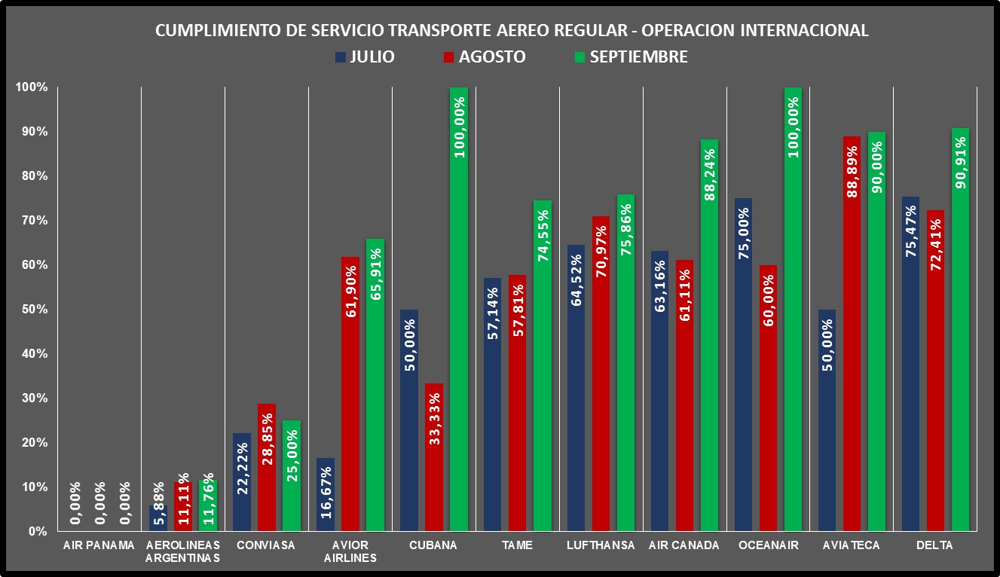 CUMPLIMIENTO DE SERVICIO TRANSPORTE AEREO REGULAR - OPERACION INTERNACIONAL
JULIO AGOSTO SEPTIEMBRE
100%
90%
80%
70%
60%
50%
40%
30%
20%
10%
0%
0,00% 0,00% 0,00%
5,88% 11,11% 11,76%
22,22% 28,85% 25,00%
16,67% 61,90% 65,91%
50,00% 33,33% 100,00%
57,14% 57,81% 74,55%
64,52% 70,97% 75,86%
63,16% 61,11% 88,24%
75,00% 60,00% 100,00%
50,00% 88,89% 90,00%
75,47% 72,41% 90,91%
AIR PANAMA
AEROLINEAS
ARGENTINAS
CONVIASA
AVIOR
AIRLINES
CUBANA
TAME
LUFTHANSA
AIR CANADA
OCEANAIR
AVIATECA
DELTA